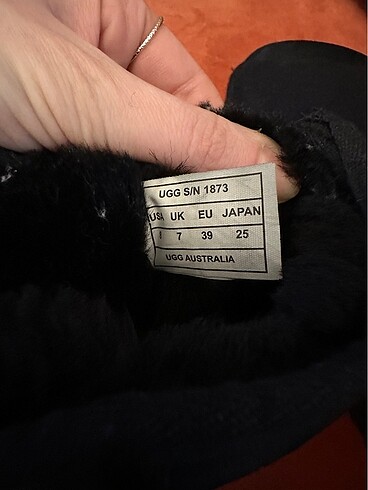 UGG S/N 1873
USA UK EU JAPAN
7 39 25
UGG AUSTRALIA